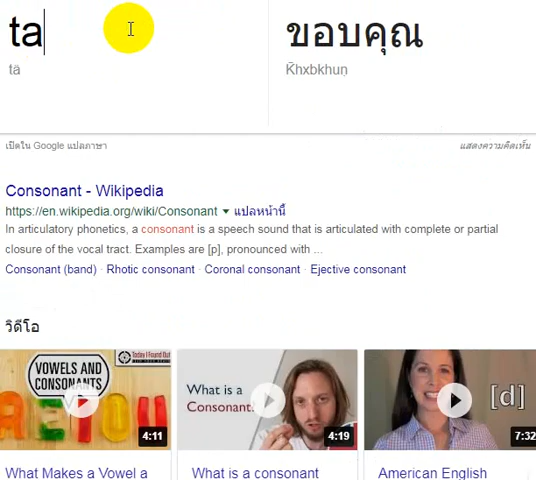 ta
ขอบคุณ
tā
K̄hxbkhuṇ
เปิดใน Google แปลภาษา
แสดงความคิดเห็น
Consonant - Wikipedia
https://en.wikipedia.org/wiki/Consonant ▼ แปลหน้านี้
In articulatory phonetics, a consonant is a speech sound that is articulated with complete or partial
closure of the vocal tract. Examples are [p], pronounced with ...
Consonant (band) · Rhotic consonant · Coronal consonant · Ejective consonant
วิดีโอ
VOWELS AND
CONSONANTS
Today I Found Out
4:11
What is a
Consonant?
4:19
[d]
7:32
What Makes a Vowel a
What is a consonant
American English